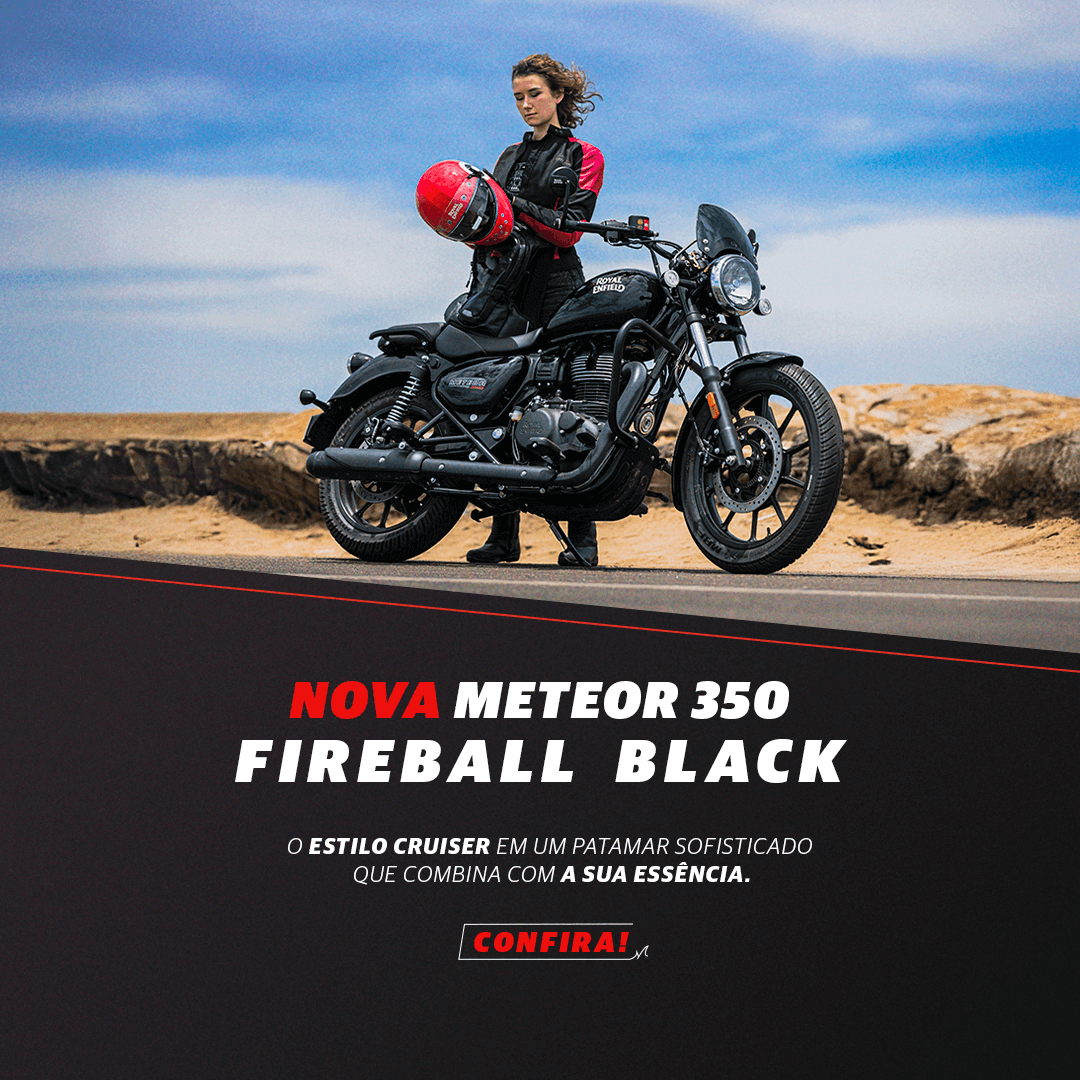 ROYAL
ENFIELD
METEOR
NOVA METEOR 350
FIREBALL BLACK
O ESTILO CRUISER EM UM PATAMAR SOFISTICADO
QUE COMBINA COM A SUA ESSÊNCIA.
CONFIRA!